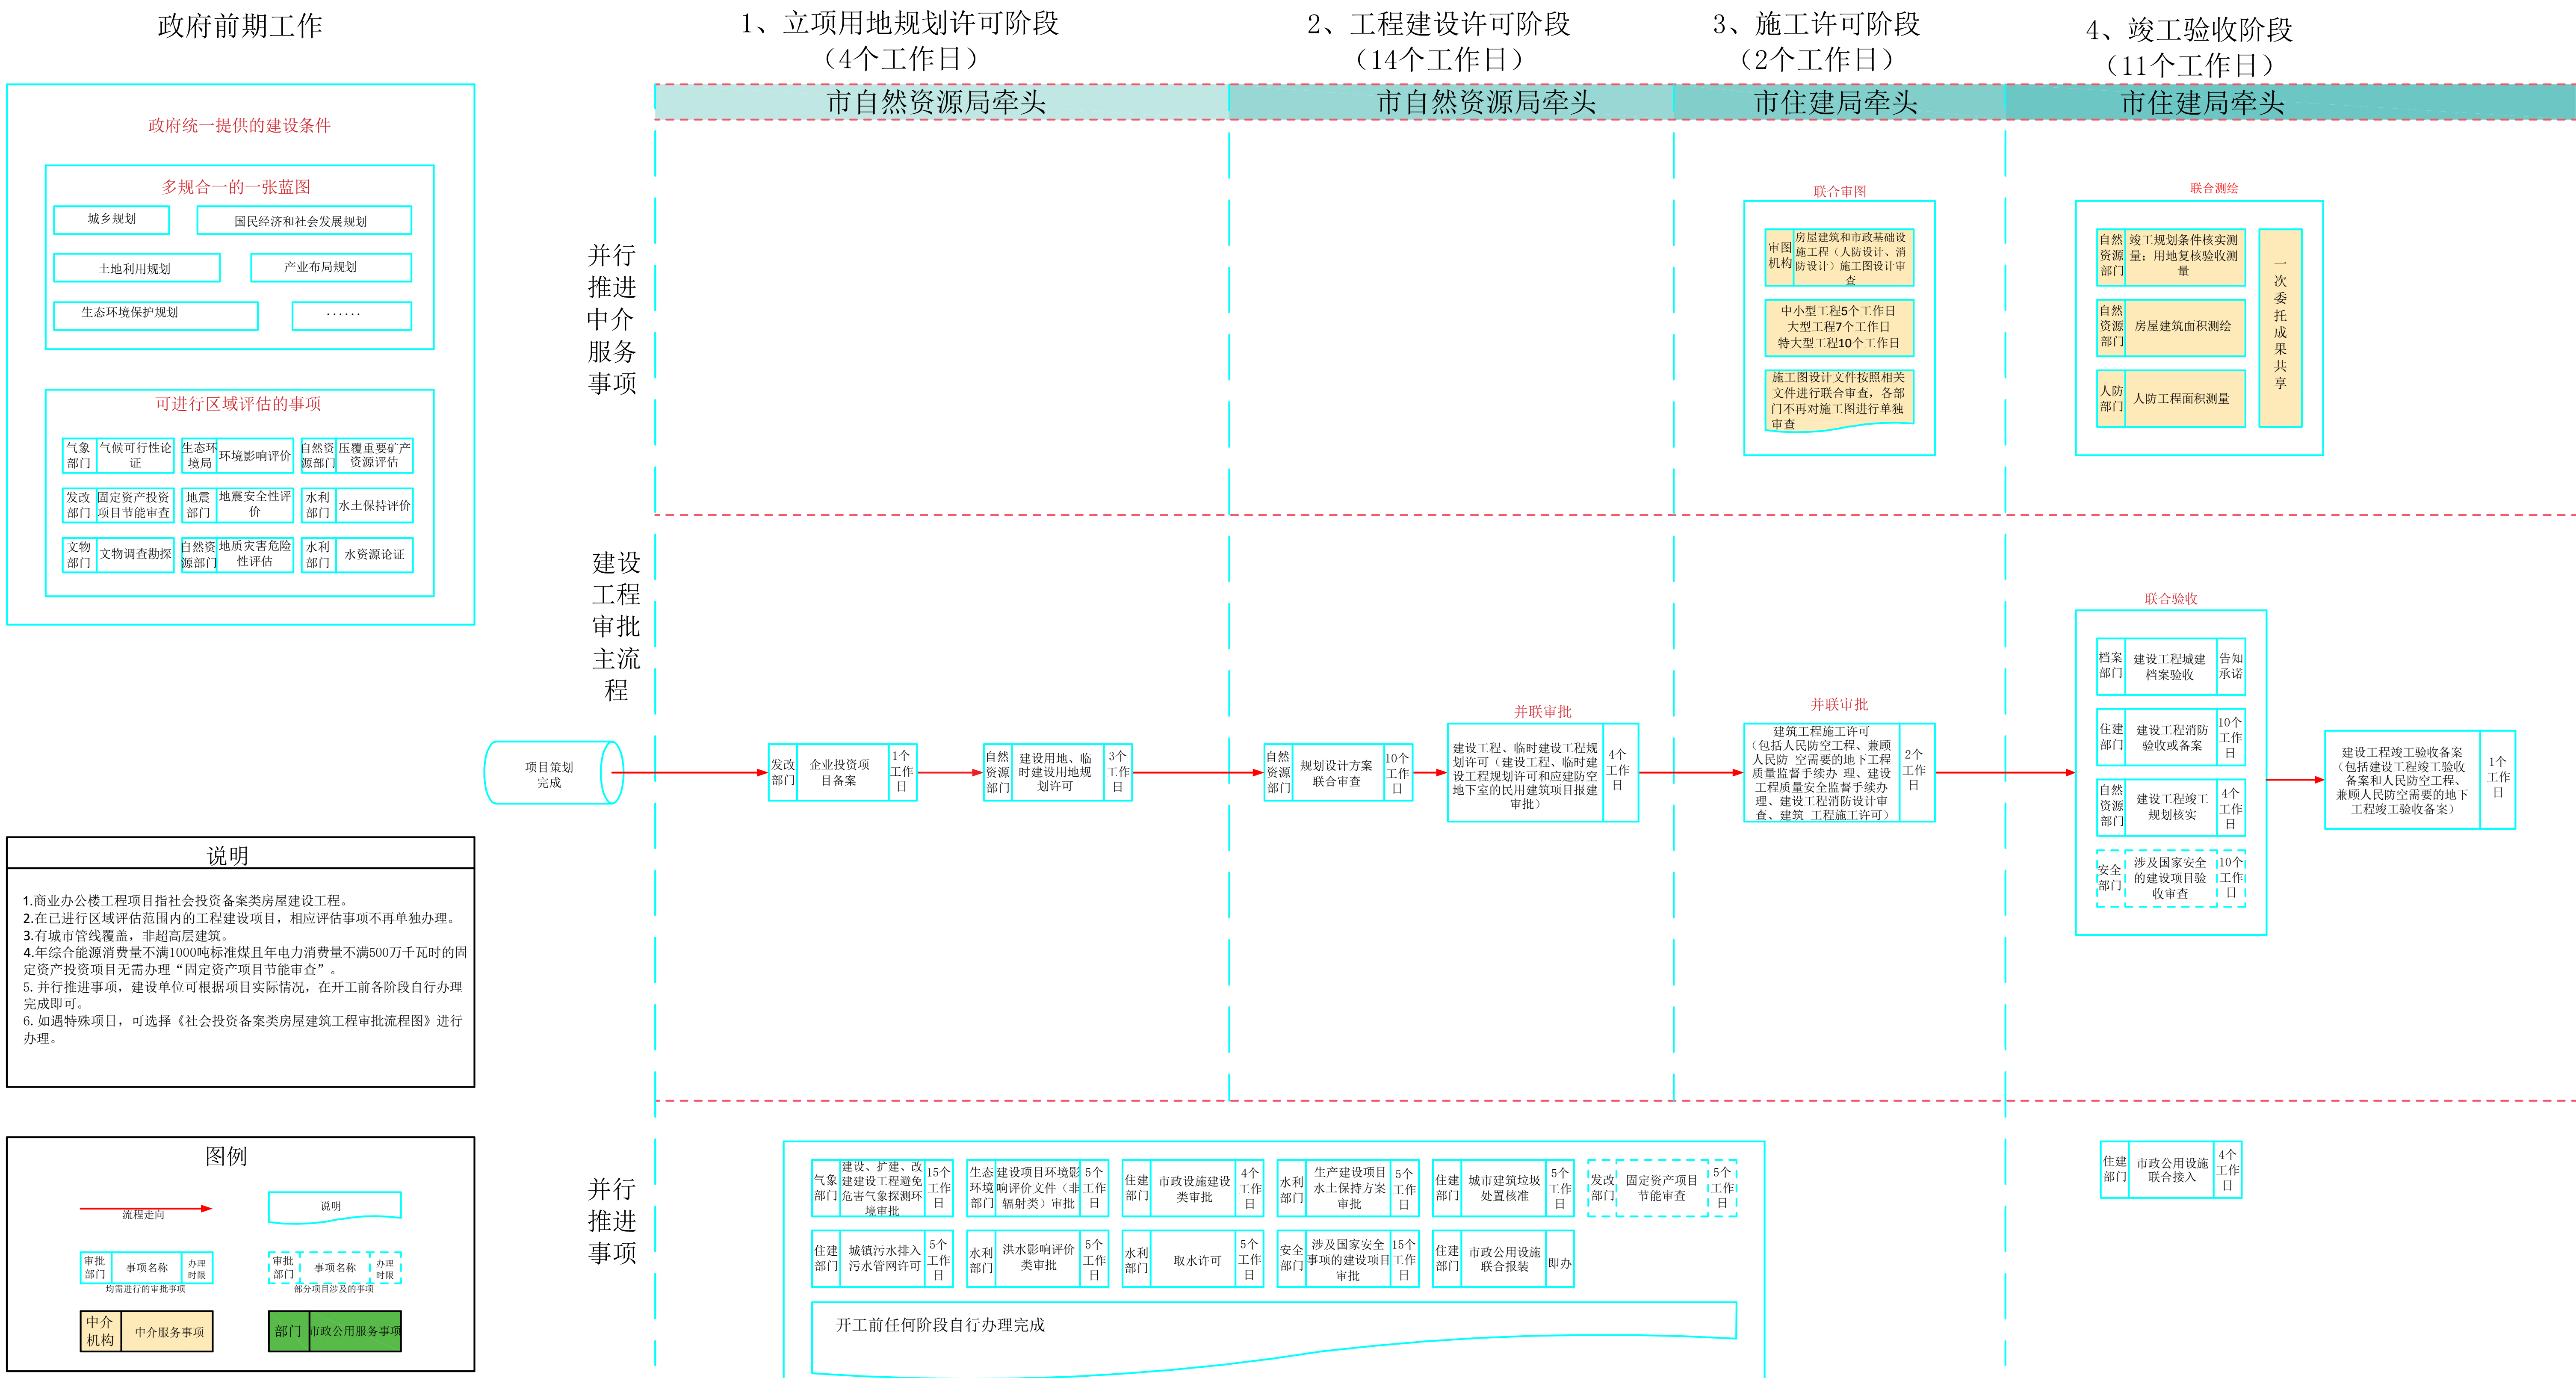 政府前期工作
1、立项用地规划许可阶段
（4个工作日）
2、工程建设许可阶段
（14个工作日）
3、施工许可阶段
（2个工作日）
4、竣工验收阶段
（11个工作日）
市自然资源局牵头
市自然资源局牵头
市住建局牵头
市住建局牵头
政府统一提供的建设条件
多规合一的一张蓝图
城乡规划
国民经济和社会发展规划
土地利用规划
产业布局规划
生态环境保护规划
······
可进行区域评估的事项
气象
部门
气候可行性论
证
生态环
境局
环境影响评价
自然资
源部门
压覆重要矿产
资源评估
发改
部门
固定资产投资
项目节能审查
地震
部门
地震安全性评
价
水利
部门
水土保持评价
文物
部门
文物调查勘探
自然资
源部门
地质灾害危险
性评估
水利
部门
水资源论证
并行
推进
中介
服务
事项
联合审图
审图
机构
房屋建筑和市政基础设
施工程（人防设计、消
防设计）施工图设计审
查
中小型工程5个工作日
大型工程7个工作日
特大型工程10个工作日
施工图设计文件按照相关
文件进行联合审查，各部
门不再对施工图进行单独
审查
联合测绘
自然
资源
部门
竣工规划条件核实测
量；用地复核验收测
量
自然
资源
部门
房屋建筑面积测绘
人防
部门
人防工程面积测量
一次委托成果共享
建设
工程
审批
主流
程
项目策划
完成
发改
部门
企业投资项
目备案
1个
工作
日
自然
资源
部门
建设用地、临
时建设用地规
划许可
3个
工作
日
自然
资源
部门
规划设计方案
联合审查
10个
工作
日
并联审批
建设工程、临时建设工程规
划许可（建设工程、临时建
设工程规划许可和应建防空
地下室的民用建筑项目报建
审批）
4个
工作
日
并联审批
建筑工程施工许可
（包括人民防空工程、兼顾
人民防 空需要的地下工程
质量监督手续办 理、建设
工程质量安全监督手续办
理、建设工程消防设计审
查、建筑 工程施工许可）
2个
工作
日
联合验收
档案
部门
建设工程城建
档案验收
告知
承诺
住建
部门
建设工程消防
验收或备案
10个
工作
日
自然
资源
部门
建设工程竣工
规划核实
4个
工作
日
安全
部门
涉及国家安全
的建设项目验
收审查
10个
工作
日
建设工程竣工验收备案
（包括建设工程竣工验收
备案和人民防空工程、
兼顾人民防空需要的地下
工程竣工验收备案）
1个
工作
日
说明
1.商业办公楼工程项目指社会投资备案类房屋建设工程。
2.在已进行区域评估范围内的工程建设项目，相应评估事项不再单独办理。
3.有城市管线覆盖，非超高层建筑。
4.年综合能源消费量不满1000吨标准煤且年电力消费量不满500万千瓦时的固
定资产投资项目无需办理“固定资产项目节能审查”。
5. 并行推进事项，建设单位可根据项目实际情况，在开工前各阶段自行办理
完成即可。
6. 如遇特殊项目，可选择《社会投资备案类房屋建筑工程审批流程图》进行
办理。
图例
流程走向
说明
审批
部门
事项名称
办理
时限
均需进行的审批事项
审批
部门
事项名称
办理
时限
部分项目涉及的事项
中介
机构
中介服务事项
部门
市政公用服务事项
并行
推进
事项
气象
部门
建设、扩建、改
建建设工程避免
危害气象探测环
境审批
15个
工作
日
生态
环境
部门
建设项目环境影
响评价文件（非
辐射类）审批
5个
工作
日
住建
部门
市政设施建设
类审批
4个
工作
日
水利
部门
生产建设项目
水土保持方案
审批
5个
工作
日
住建
部门
城市建筑垃圾
处置核准
5个
工作
日
发改
部门
固定资产项目
节能审查
5个
工作
日
住建
部门
城镇污水排入
污水管网许可
5个
工作
日
水利
部门
洪水影响评价
类审批
5个
工作
日
水利
部门
取水许可
5个
工作
日
安全
部门
涉及国家安全
事项的建设项目
审批
15个
工作
日
住建
部门
市政公用设施
联合报装
即办
开工前任何阶段自行办理完成
住建
部门
市政公用设施
联合接入
4个
工作
日